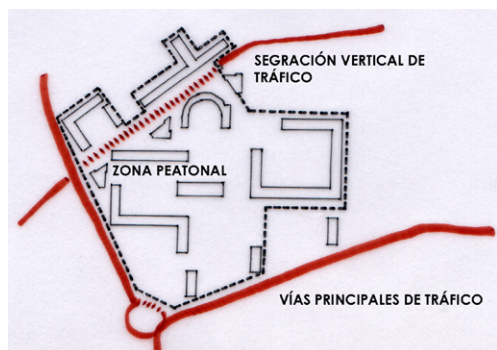 SEGRACIÓN VERTICAL DE
TRÁFICO
ZONA PEATONAL
VÍAS PRINCIPALES DE TRÁFICO